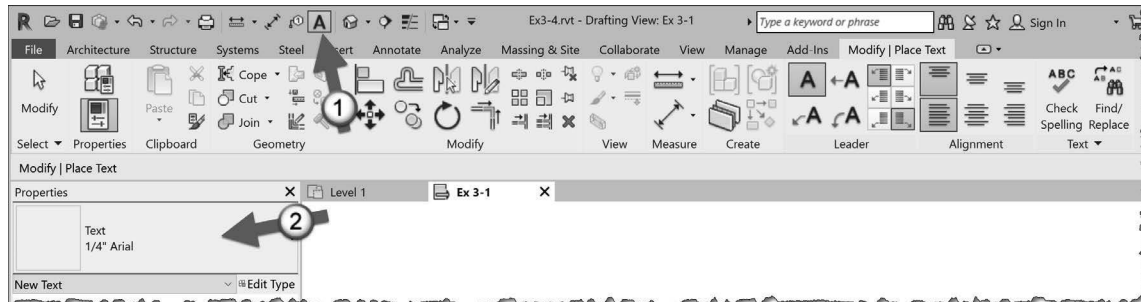 R A Ex3-4.rvt - Drafting View: Ex 3-1 Type a keyword or phrase Sign In
File Architecture Structure Systems Steel Annotate Analyze Massing & Site Collaborate View Manage Add-Ins Modify | Place Text
Cope
Cut
Join
Modify
Paste
A A
A A
ABC
Check Spelling
Find/ Replace
Select Properties Clipboard Geometry Modify View Measure Create Leader Alignment Text
1
Modify | Place Text
Properties X Level 1 Ex 3-1 X
2
Text
1/4" Arial
New Text Edit Type